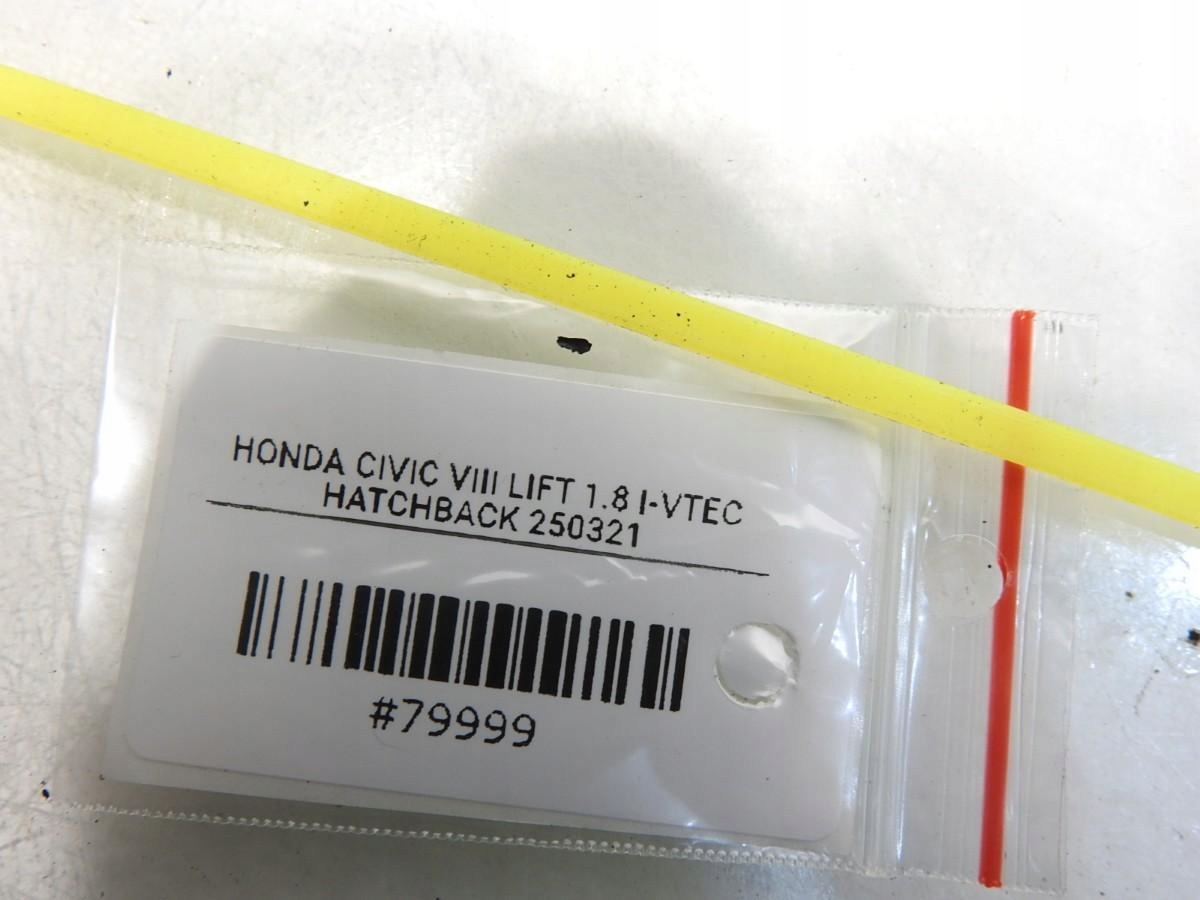 HONDA CIVIC VIII LIFT 1.8 I-VTEC
HATCHBACK 250321
#79999